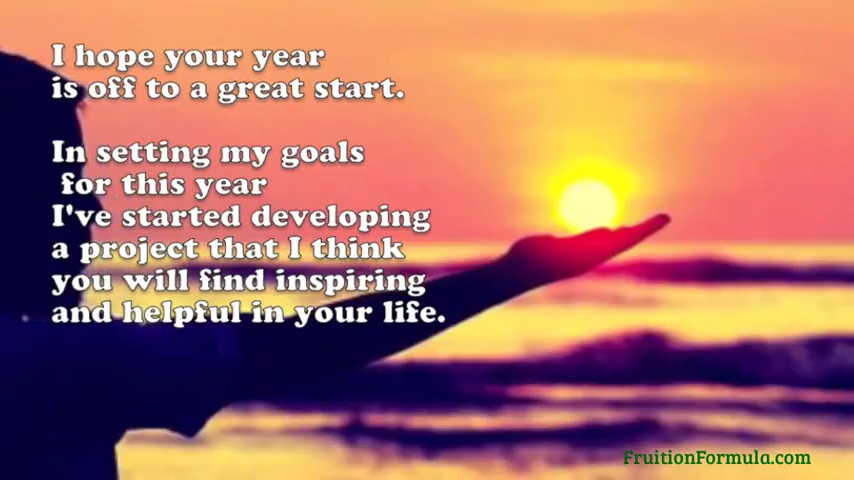 I hope your year
is off to a great start.
In setting my goals
for this year
I've started developing
a project that I think
you will find inspiring
and helpful in your life.
FruitionFormula.com